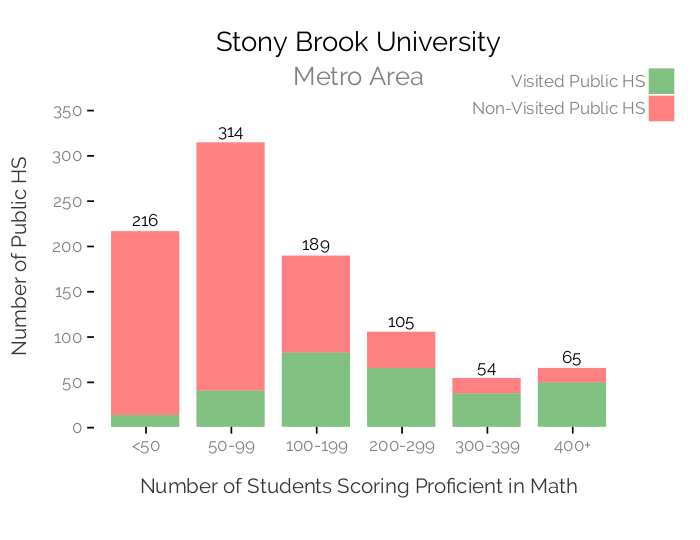 Stony Brook University
Metro Area
Visited Public HS
Non-Visited Public HS
Number of Public HS
350
300
250
200
150
100
50
0
216
314
189
105
54
65
<50 50-99 100-199 200-299 300-399 400+
Number of Students Scoring Proficient in Math